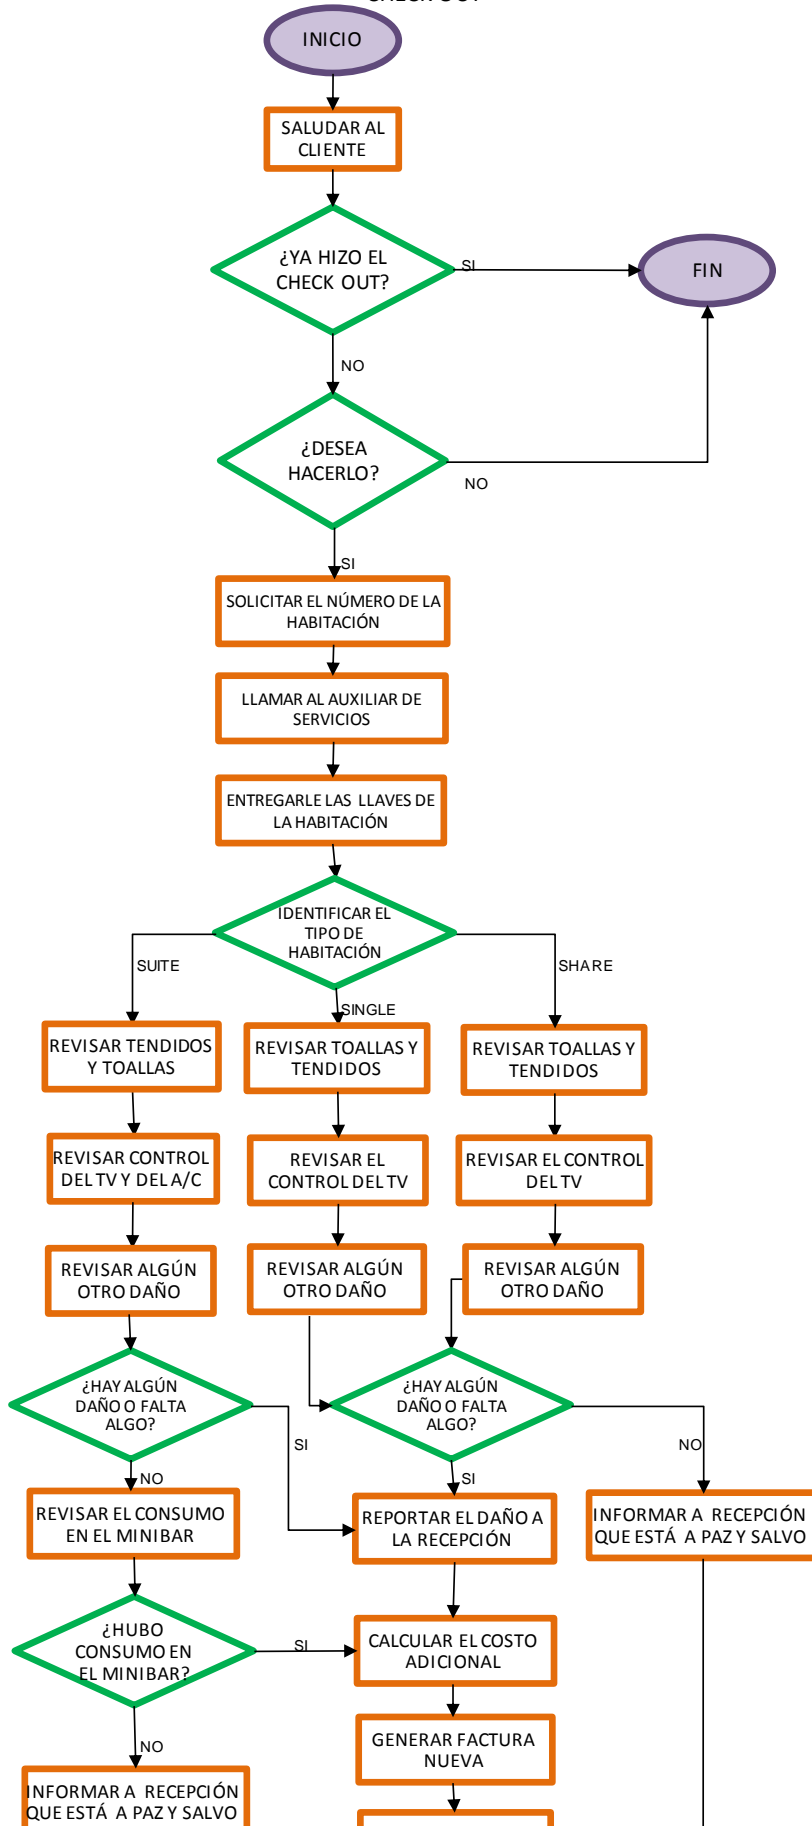 CHECK OUT
INICIO
SALUDAR AL
CLIENTE
¿YA HIZO EL
CHECK OUT?
SI
FIN
NO
¿DESEA
HACERLO?
NO
SI
SOLICITAR EL NÚMERO DE LA
HABITACIÓN
LLAMAR AL AUXILIAR DE
SERVICIOS
ENTREGARLE LAS LLAVES DE
LA HABITACIÓN
IDENTIFICAR EL
TIPO DE
HABITACIÓN
SUITE
SHARE
SINGLE
REVISAR TENDIDOS
Y TOALLAS
REVISAR TOALLAS Y
TENDIDOS
REVISAR TOALLAS Y
TENDIDOS
REVISAR CONTROL
DEL TV Y DEL A/C
REVISAR EL
CONTROL DEL TV
REVISAR EL CONTROL
DEL TV
REVISAR ALGÚN
OTRO DAÑO
REVISAR ALGÚN
OTRO DAÑO
REVISAR ALGÚN
OTRO DAÑO
¿HAY ALGÚN
DAÑO O FALTA
ALGO?
¿HAY ALGÚN
DAÑO O FALTA
ALGO?
SI
NO
NO
SI
REVISAR EL CONSUMO
EN EL MINIBAR
REPORTAR EL DAÑO A
LA RECEPCIÓN
INFORMAR A RECEPCIÓN
QUE ESTÁ A PAZ Y SALVO
¿HUBO
CONSUMO EN
EL MINIBAR?
SI
CALCULAR EL COSTO
ADICIONAL
NO
GENERAR FACTURA
NUEVA
INFORMAR A RECEPCIÓN
QUE ESTÁ A PAZ Y SALVO